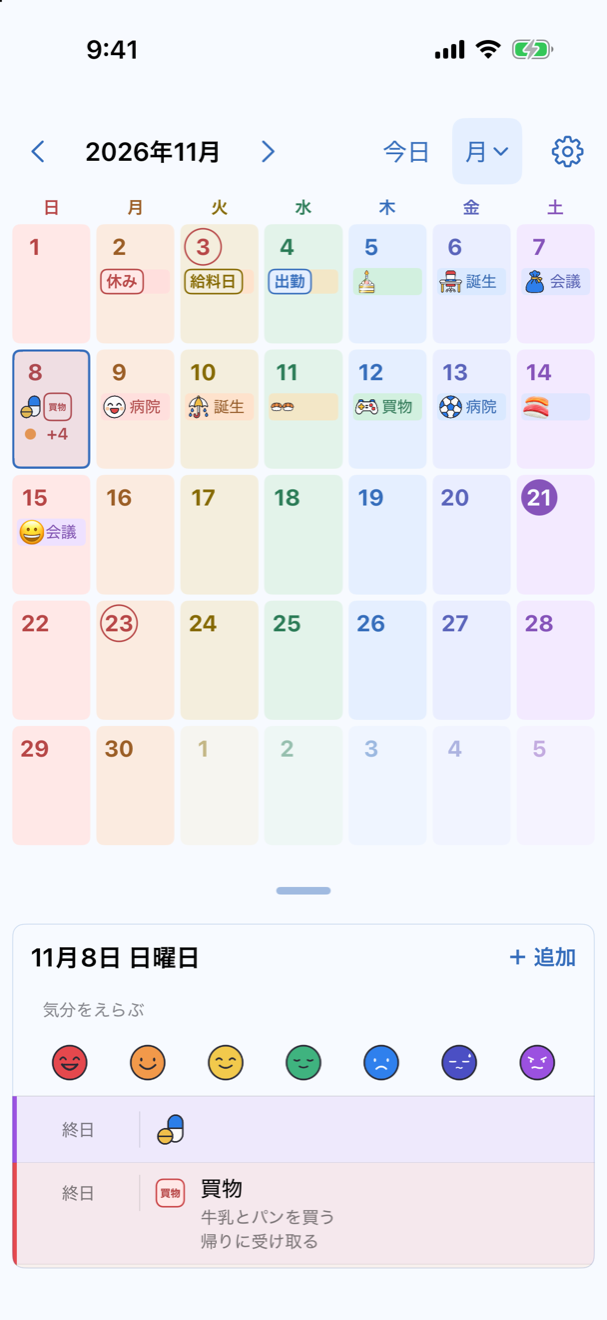 9:41
2026年11月
今日
月
日 月 火 水 木 金 土
1 2 3 4 5 6 7
休み 給料日 出勤 誕生 会議
8 9 10 11 12 13 14
買物 病院 誕生 買物 病院
+4
15 16 17 18 19 20 21
会議
22 23 24 25 26 27 28
29 30 1 2 3 4 5
11月8日 日曜日
+ 追加
気分をえらぶ
終日
終日 買物 買物
牛乳とパンを買う
帰りに受け取る